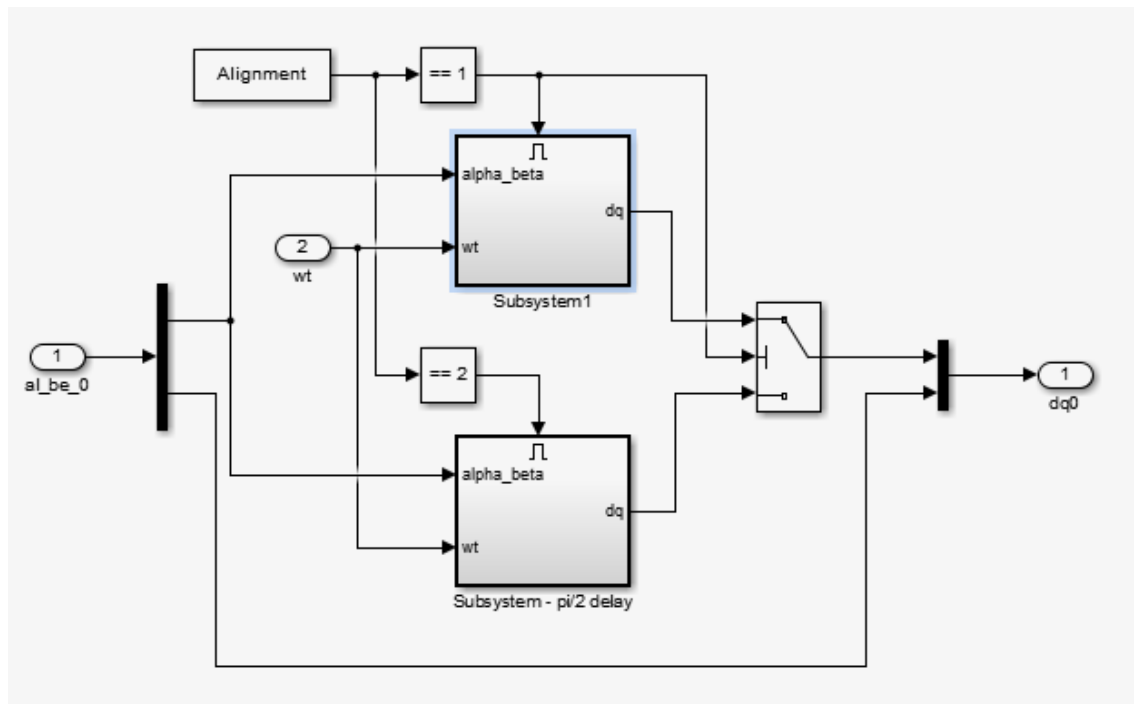 Alignment
== 1
alpha_beta
dq
wt
Subsystem1
2
wt
1
al_be_0
== 2
1
dq0
alpha_beta
dq
wt
Subsystem - pi/2 delay